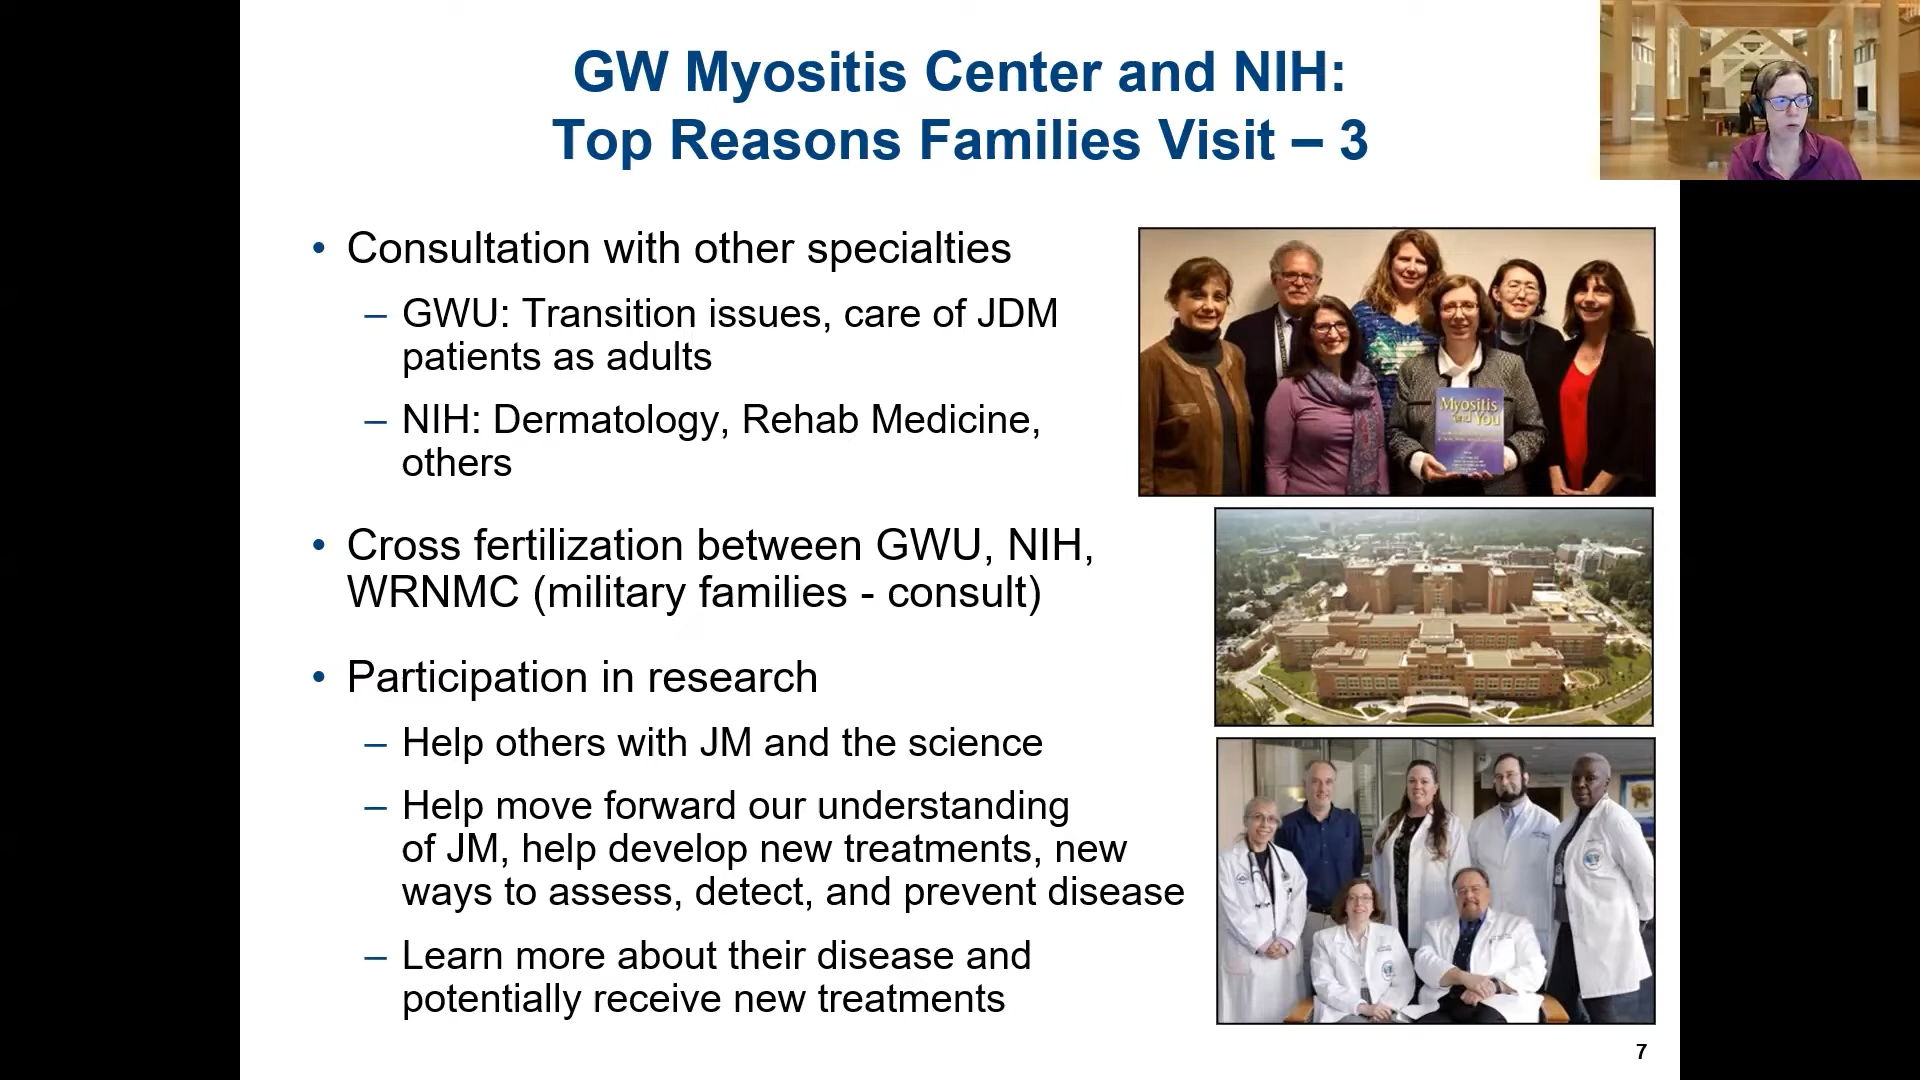 GW Myositis Center and NIH:
Top Reasons Families Visit – 3
• Consultation with other specialties
– GWU: Transition issues, care of JDM
patients as adults
– NIH: Dermatology, Rehab Medicine,
others
• Cross fertilization between GWU, NIH,
WRNMC (military families - consult)
• Participation in research
– Help others with JM and the science
– Help move forward our understanding
of JM, help develop new treatments, new
ways to assess, detect, and prevent disease
– Learn more about their disease and
potentially receive new treatments
Myositis
and You
7